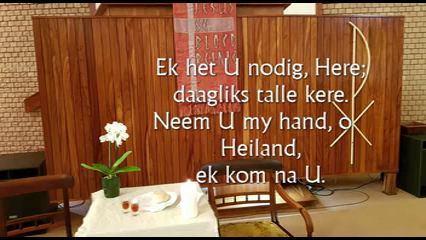 Ek het U nodig, Here;
daagliks talle kere.
Neem U my hand, o
Heiland,
ek kom na U.